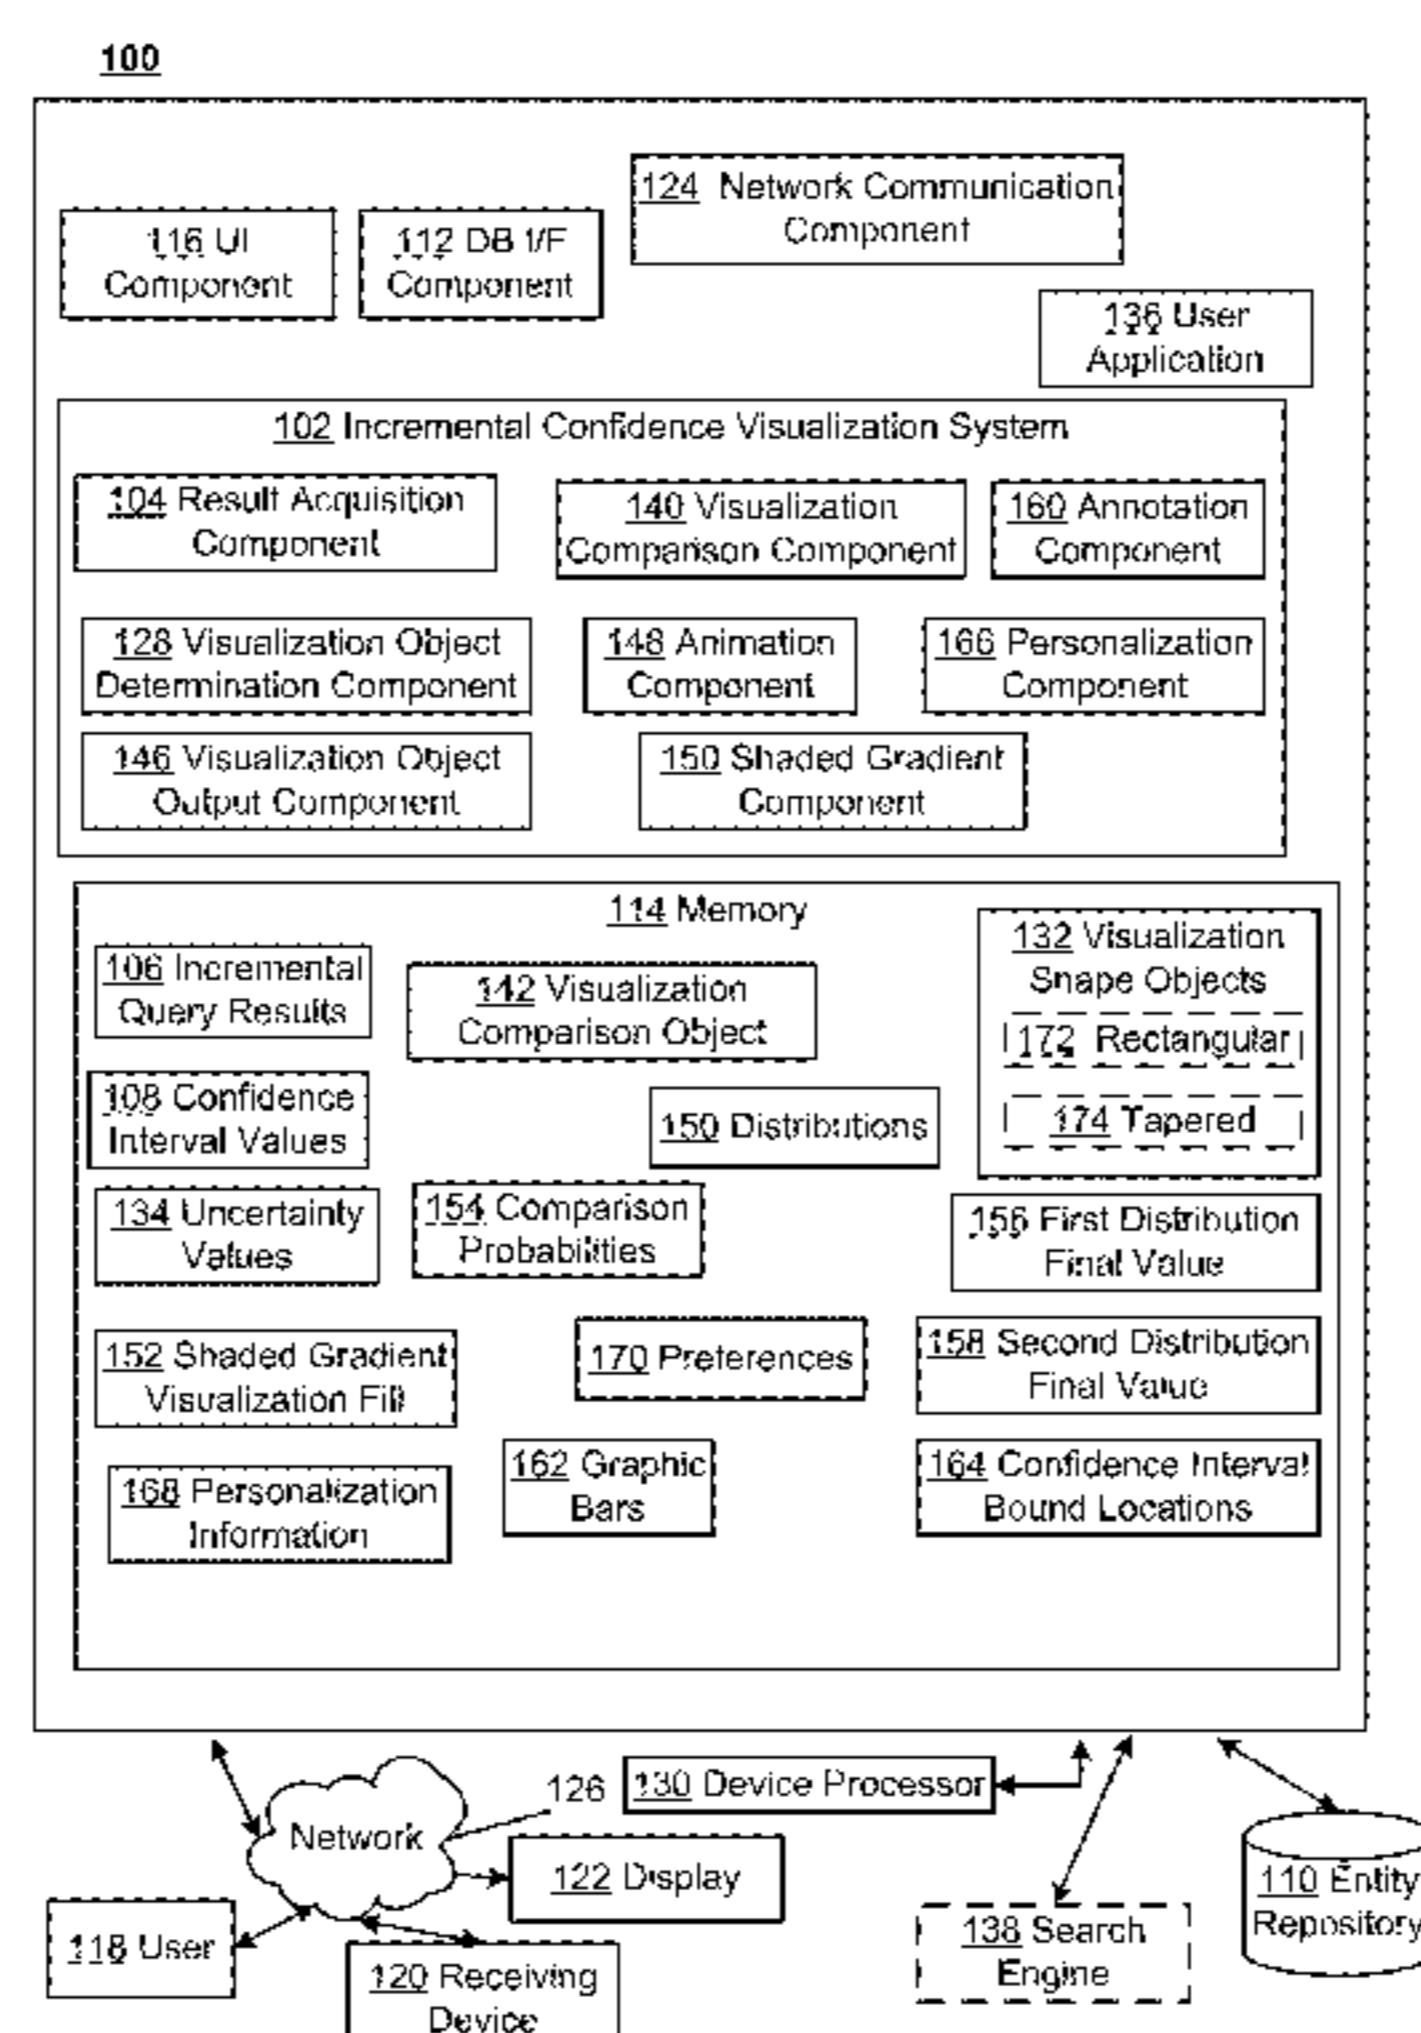 100
124 Network Communication
Component
116 UI
Component
112 DB I/F
Component
136 User
Application
102 Incremental Confidence Visualization System
104 Result Acquisition
Component
140 Visualization
Comparison Component
160 Annotation
Component
128 Visualization Object
Determination Component
148 Animation
Component
166 Personalization
Component
146 Visualization Object
Output Component
150 Shaded Gradient
Component
114 Memory
106 Incremental
Query Results
142 Visualization
Comparison Object
132 Visualization
Snape Objects
172 Rectangular
174 Tapered
108 Confidence
Interval Values
150 Distributions
134 Uncertainty
Values
154 Comparison
Probabilities
156 First Distribution
Final Value
152 Shaded Gradient
Visualization Fill
170 Preferences
158 Second Distribution
Final Value
168 Personalization
Information
162 Graphic
Bars
164 Confidence Interval
Bound Locations
126
130 Device Processor
Network
122 Display
110 Entity
Repository
118 User
138 Search
Engine
120 Receiving
Device